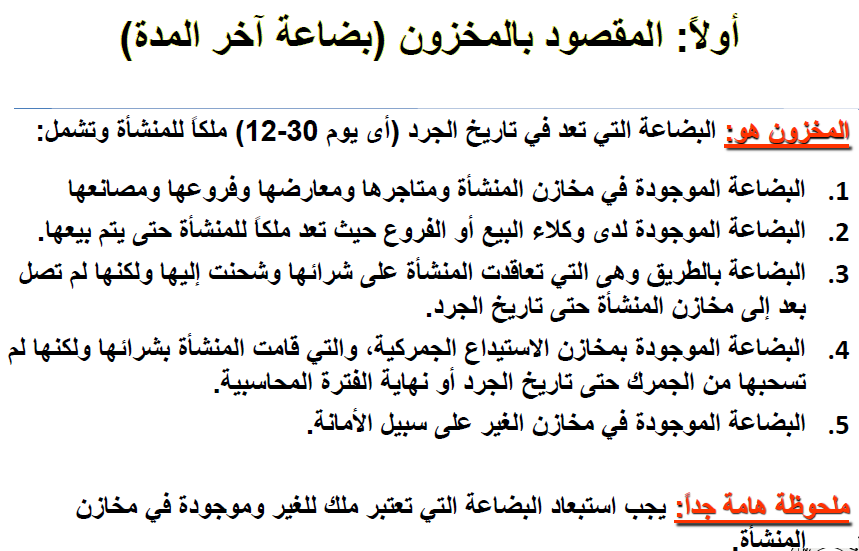 أولاً: المقصود بالمخزون (بضاعة آخر المدة)
المخزون هو: البضاعة التي تعد في تاريخ الجرد (أى يوم 30-12) ملكاً للمنشأة وتشمل:
1. البضاعة الموجودة في مخازن المنشأة ومتاجرها ومعارضها وفروعها ومصانعها
2. البضاعة الموجودة لدى وكلاء البيع أو الفروع حيث تعد ملكاً للمنشأة حتى يتم بيعها.
3. البضاعة بالطريق وهى التي تعاقدت المنشأة على شرائها وشحنت إليها ولكنها لم تصل
بعد إلى مخازن المنشأة حتى تاريخ الجرد.
4. البضاعة الموجودة بمخازن الاستيداع الجمركية، والتي قامت المنشأة بشرائها ولكنها لم
تسحبها من الجمرك حتى تاريخ الجرد أو نهاية الفترة المحاسبية.
5. البضاعة الموجودة في مخازن الغير على سبيل الأمانة.
ملحوظة هامة جداً: يجب استبعاد البضاعة التي تعتبر ملك للغير وموجودة في مخازن
المنشأة.